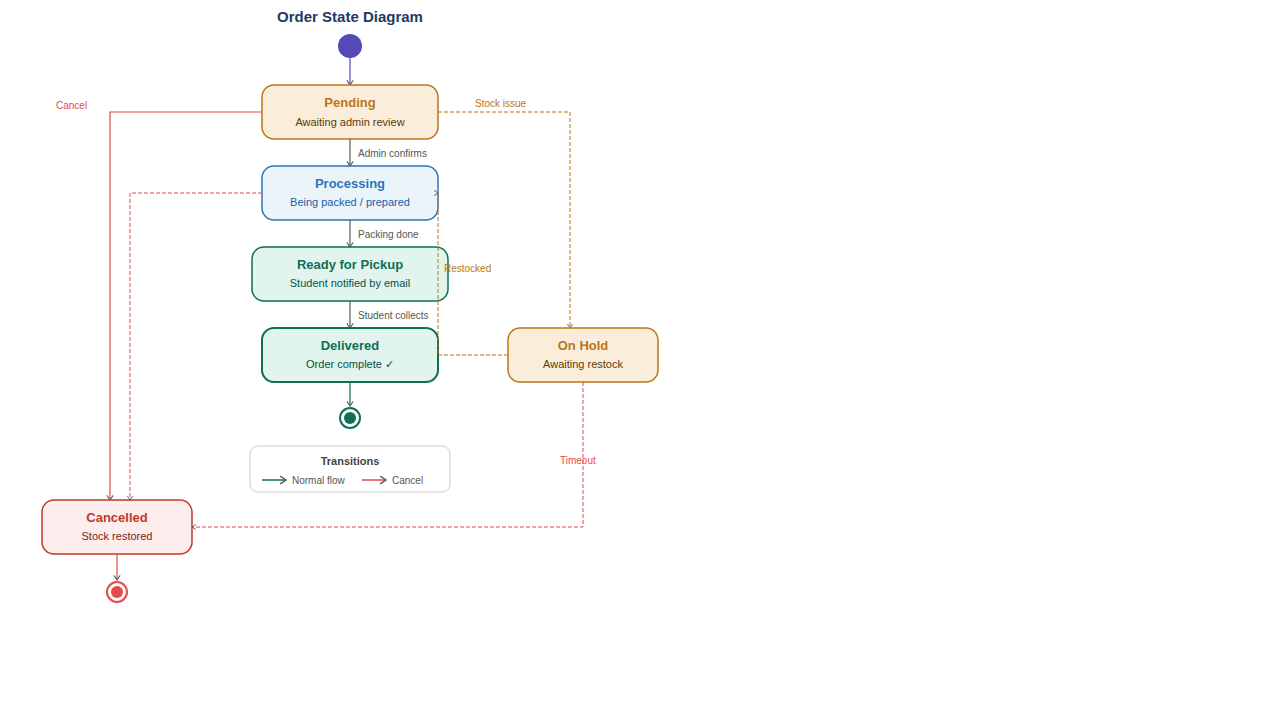 Order State Diagram
Cancel
Pending
Awaiting admin review
Stock issue
Admin confirms
Processing
Being packed / prepared
Packing done
Ready for Pickup
Student notified by email
Restocked
Student collects
Delivered
Order complete ✓
On Hold
Awaiting restock
Transitions
Normal flow
Cancel
Timeout
Cancelled
Stock restored